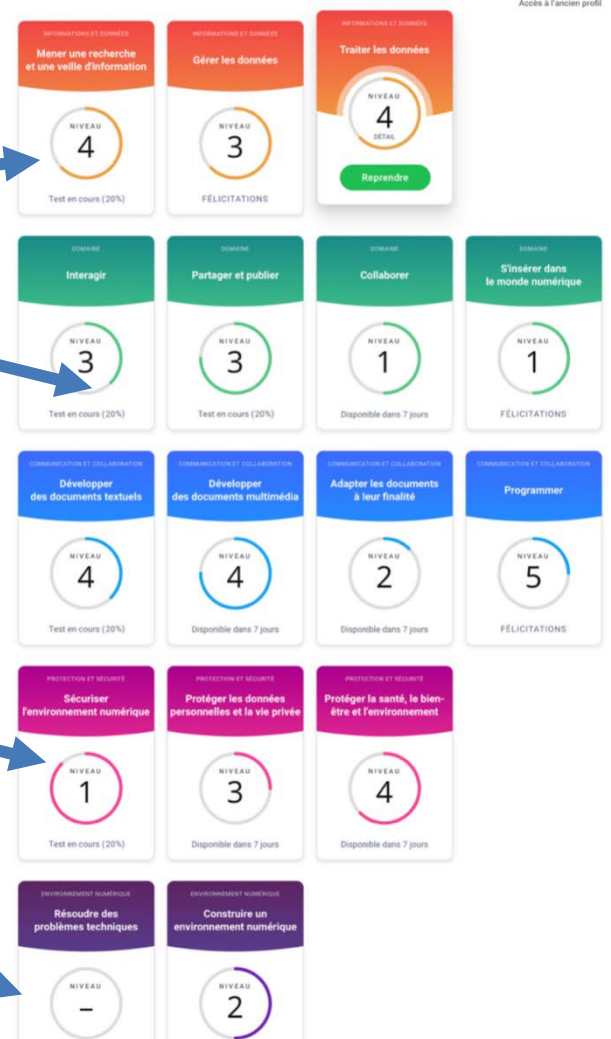 Accès à l'ancien profil
INFORMATIONS ET DONNÉES
Mener une recherche
et une veille d'information
NIVEAU
4
Test en cours (20%)
INFORMATIONS ET DONNÉES
Gérer les données
NIVEAU
3
FÉLICITATIONS
INFORMATIONS ET DONNÉES
Traiter les données
NIVEAU
4
DÉTAIL
Reprendre
DOMAINE
Interagir
NIVEAU
3
Test en cours (20%)
DOMAINE
Partager et publier
NIVEAU
3
Test en cours (20%)
DOMAINE
Collaborer
NIVEAU
1
Disponible dans 7 jours
DOMAINE
S'insérer dans
le monde numérique
NIVEAU
1
FÉLICITATIONS
COMMUNICATION ET COLLABORATION
Développer
des documents textuels
NIVEAU
4
Test en cours (20%)
COMMUNICATION ET COLLABORATION
Développer
des documents multimédia
NIVEAU
4
Disponible dans 7 jours
COMMUNICATION ET COLLABORATION
Adapter les documents
à leur finalité
NIVEAU
2
Disponible dans 7 jours
COMMUNICATION ET COLLABORATION
Programmer
NIVEAU
5
FÉLICITATIONS
PROTECTION ET SÉCURITÉ
Sécuriser
l'environnement numérique
NIVEAU
1
Test en cours (20%)
PROTECTION ET SÉCURITÉ
Protéger les données
personnelles et la vie privée
NIVEAU
3
Disponible dans 7 jours
PROTECTION ET SÉCURITÉ
Protéger la santé, le bien-
être et l'environnement
NIVEAU
4
Disponible dans 7 jours
ENVIRONNEMENT NUMÉRIQUE
Résoudre des
problèmes techniques
NIVEAU
–
ENVIRONNEMENT NUMÉRIQUE
Construire un
environnement numérique
NIVEAU
2